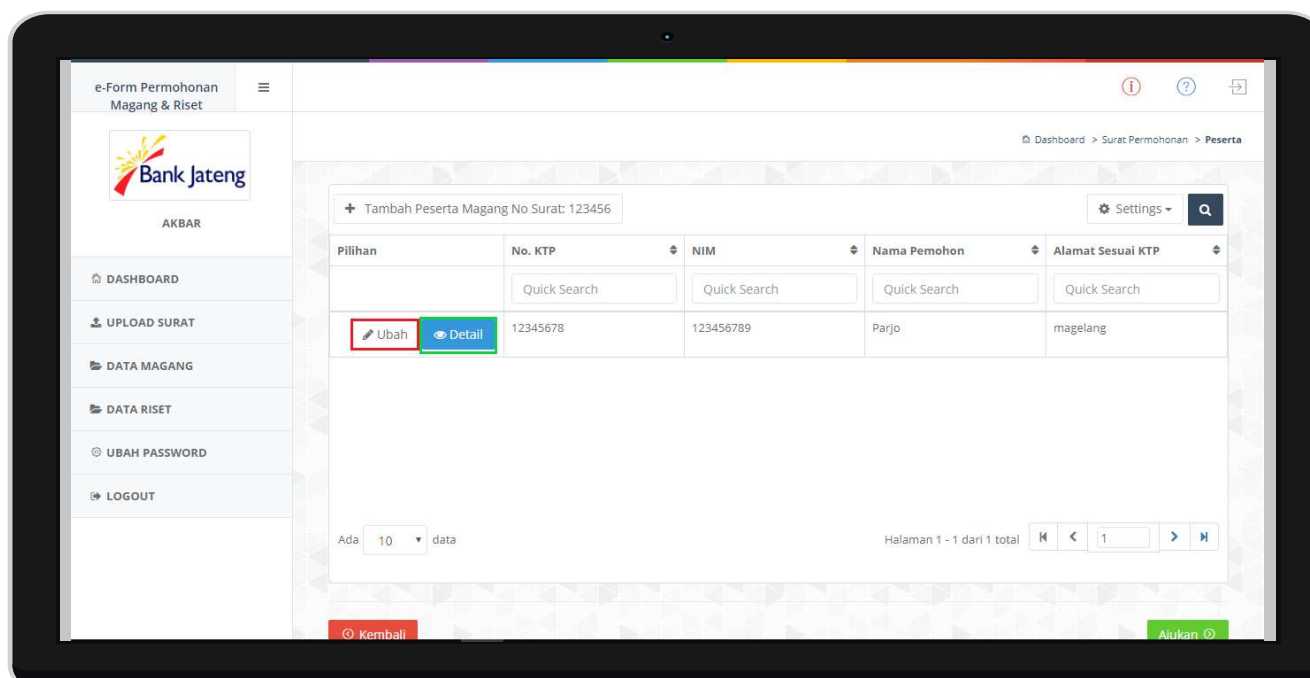 e-Form Permohonan
Magang & Riset
Dashboard > Surat Permohonan > Peserta
Bank Jateng
AKBAR
DASHBOARD
UPLOAD SURAT
DATA MAGANG
DATA RISET
UBAH PASSWORD
LOGOUT
+ Tambah Peserta Magang No Surat: 123456
Settings
Pilihan No. KTP NIM Nama Pemohon Alamat Sesuai KTP
Quick Search Quick Search Quick Search Quick Search
Ubah Detail 12345678 123456789 Parjo magelang
Ada 10 data Halaman 1 - 1 dari 1 total 1
Kembali Ajukan